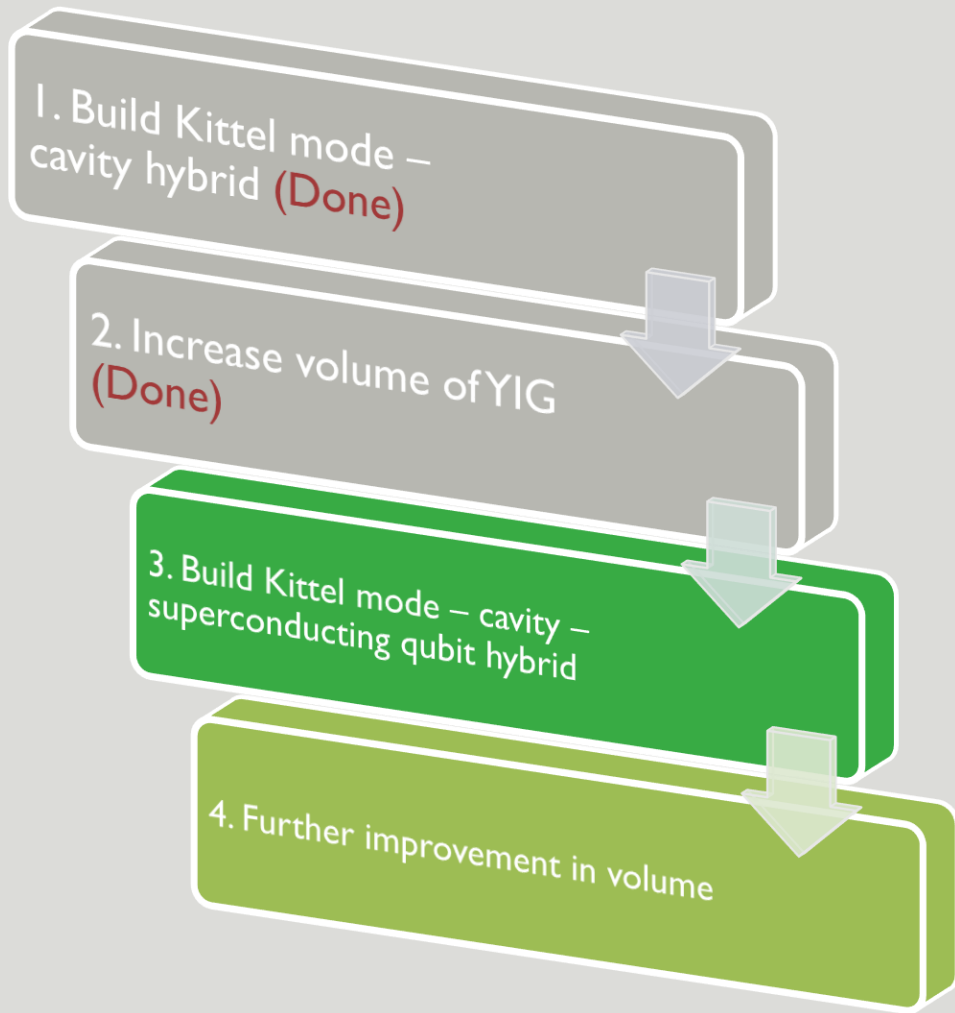 1. Build Kittel mode –
cavity hybrid (Done)
2. Increase volume of YIG
(Done)
3. Build Kittel mode – cavity –
superconducting qubit hybrid
4. Further improvement in volume